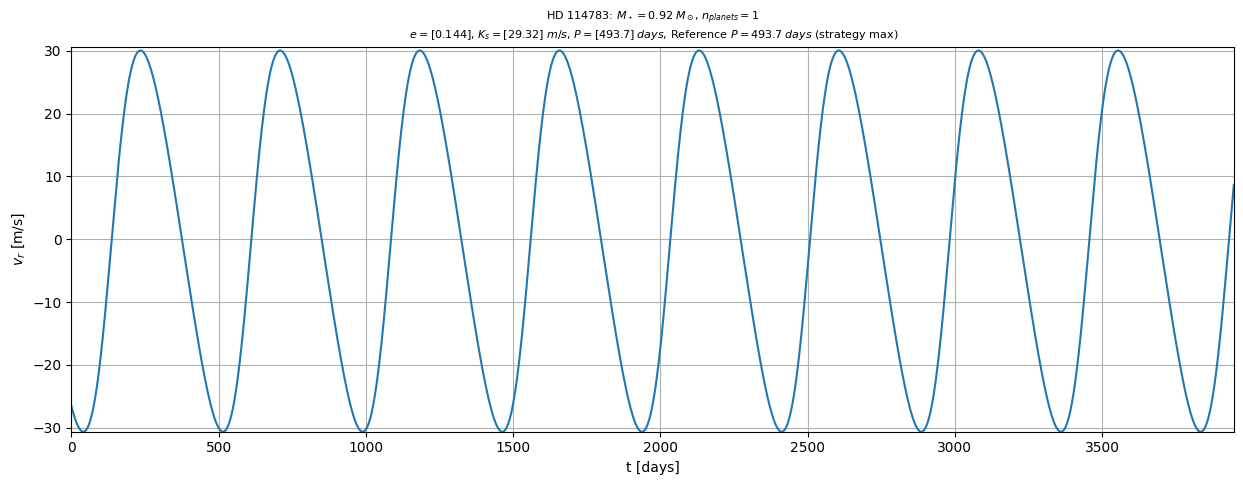 HD 114783: M⋆ = 0.92 M⊙, nplanets = 1
e = [0.144], Ks = [29.32] m/s, P = [493.7] days, Reference P = 493.7 days (strategy max)
30
20
10
0
−10
−20
−30
vr [m/s]
0 500 1000 1500 2000 2500 3000 3500
t [days]